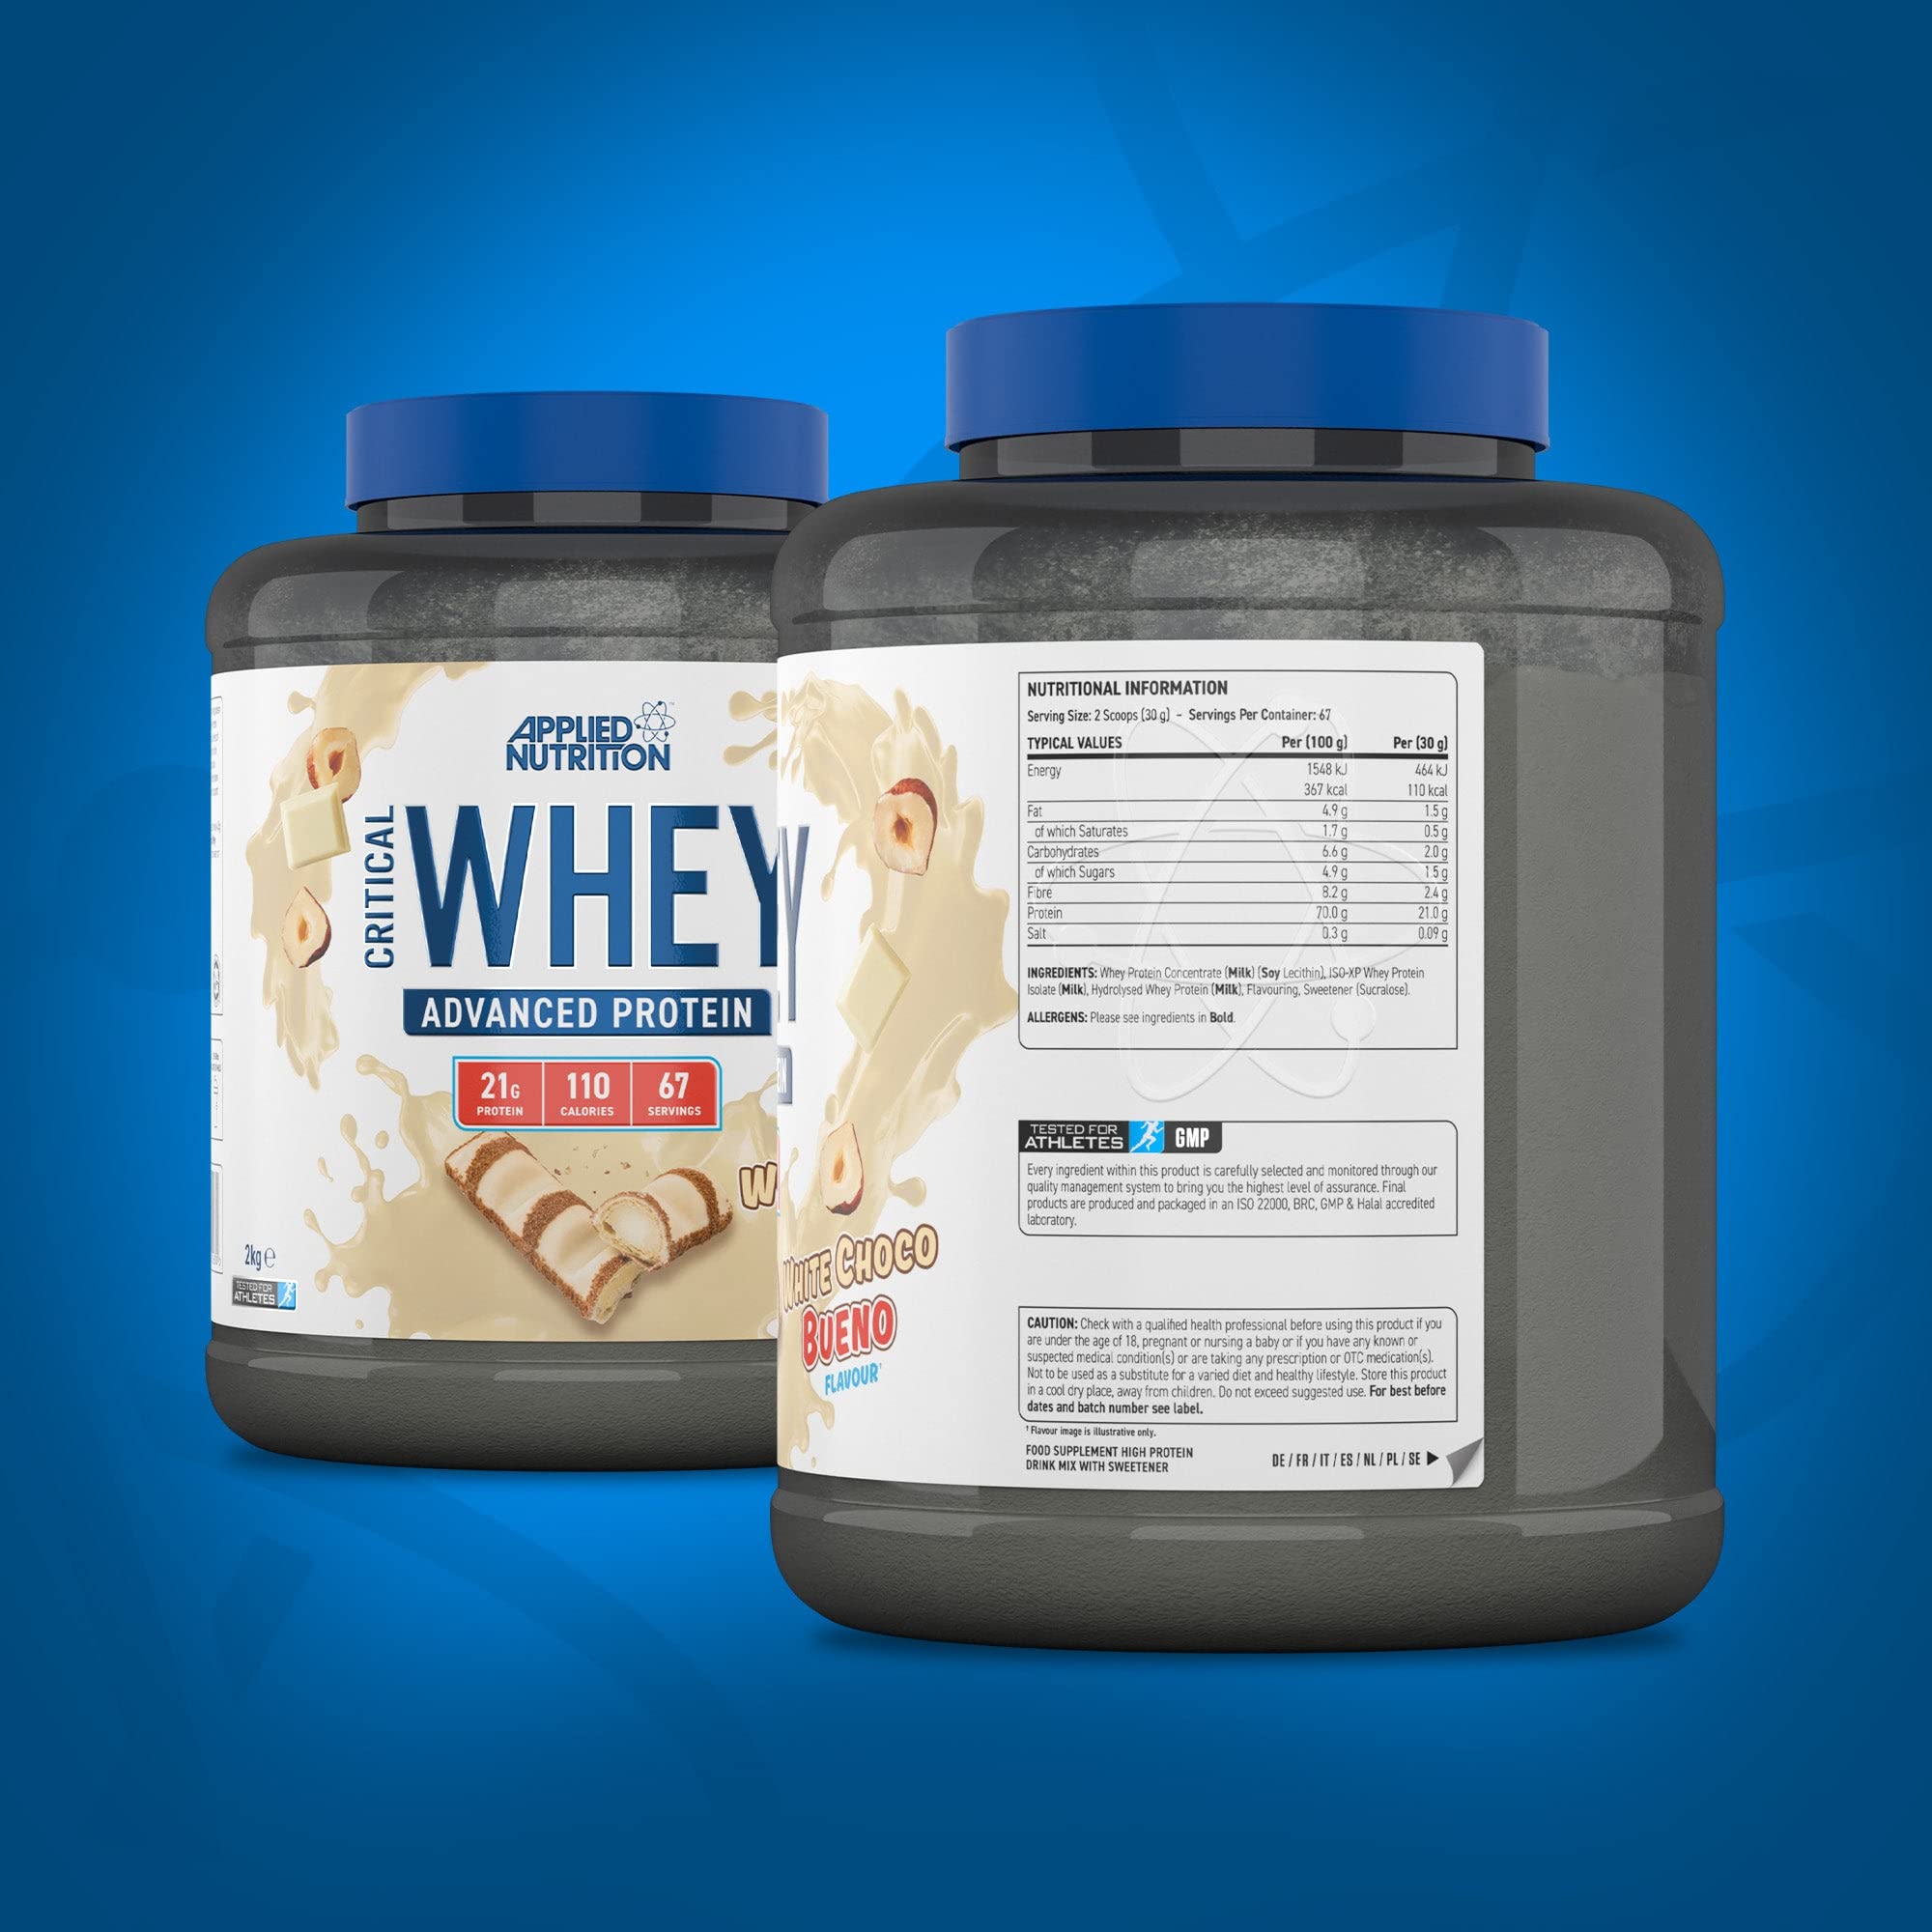 APPLIED
NUTRITION
CRITICAL
WHEY
ADVANCED PROTEIN
21G PROTEIN
110 CALORIES
67 SERVINGS
2kg e
TESTED FOR
ATHLETES
WHITE CHOCO
BUENO
FLAVOUR†
NUTRITIONAL INFORMATION
Serving Size: 2 Scoops (30 g) - Servings Per Container: 67
TYPICAL VALUES Per (100 g) Per (30 g)
Energy 1548 kJ 464 kJ
367 kcal 110 kcal
Fat 4.9 g 1.5 g
of which Saturates 1.7 g 0.5 g
Carbohydrates 6.6 g 2.0 g
of which Sugars 4.9 g 1.5 g
Fibre 8.2 g 2.4 g
Protein 70.0 g 21.0 g
Salt 0.3 g 0.09 g
INGREDIENTS: Whey Protein Concentrate (Milk) (Soy Lecithin), ISO-XP Whey Protein
Isolate (Milk), Hydrolysed Whey Protein (Milk), Flavouring, Sweetener (Sucralose).
ALLERGENS: Please see ingredients in Bold.
TESTED FOR
ATHLETES GMP
Every ingredient within this product is carefully selected and monitored through our
quality management system to bring you the highest level of assurance. Final
products are produced and packaged in an ISO 22000, BRC, GMP & Halal accredited
laboratory.
CAUTION: Check with a qualified health professional before using this product if you
are under the age of 18, pregnant or nursing a baby or if you have any known or
suspected medical condition(s) or are taking any prescription or OTC medication(s).
Not to be used as a substitute for a varied diet and healthy lifestyle. Store this product
in a cool dry place, away from children. Do not exceed suggested use. For best before
dates and batch number see label.
† Flavour image is illustrative only.
FOOD SUPPLEMENT HIGH PROTEIN
DRINK MIX WITH SWEETENER
DE / FR / IT / ES / NL / PL / SE ▶